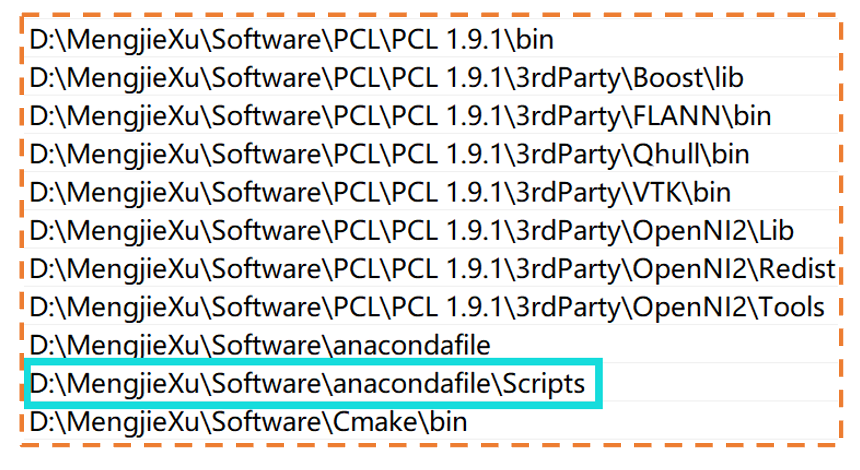 D:\MengjieXu\Software\PCL\PCL 1.9.1\bin
D:\MengjieXu\Software\PCL\PCL 1.9.1\3rdParty\Boost\lib
D:\MengjieXu\Software\PCL\PCL 1.9.1\3rdParty\FLANN\bin
D:\MengjieXu\Software\PCL\PCL 1.9.1\3rdParty\Qhull\bin
D:\MengjieXu\Software\PCL\PCL 1.9.1\3rdParty\VTK\bin
D:\MengjieXu\Software\PCL\PCL 1.9.1\3rdParty\OpenNI2\Lib
D:\MengjieXu\Software\PCL\PCL 1.9.1\3rdParty\OpenNI2\Redist
D:\MengjieXu\Software\PCL\PCL 1.9.1\3rdParty\OpenNI2\Tools
D:\MengjieXu\Software\anacondafile
D:\MengjieXu\Software\anacondafile\Scripts
D:\MengjieXu\Software\Cmake\bin